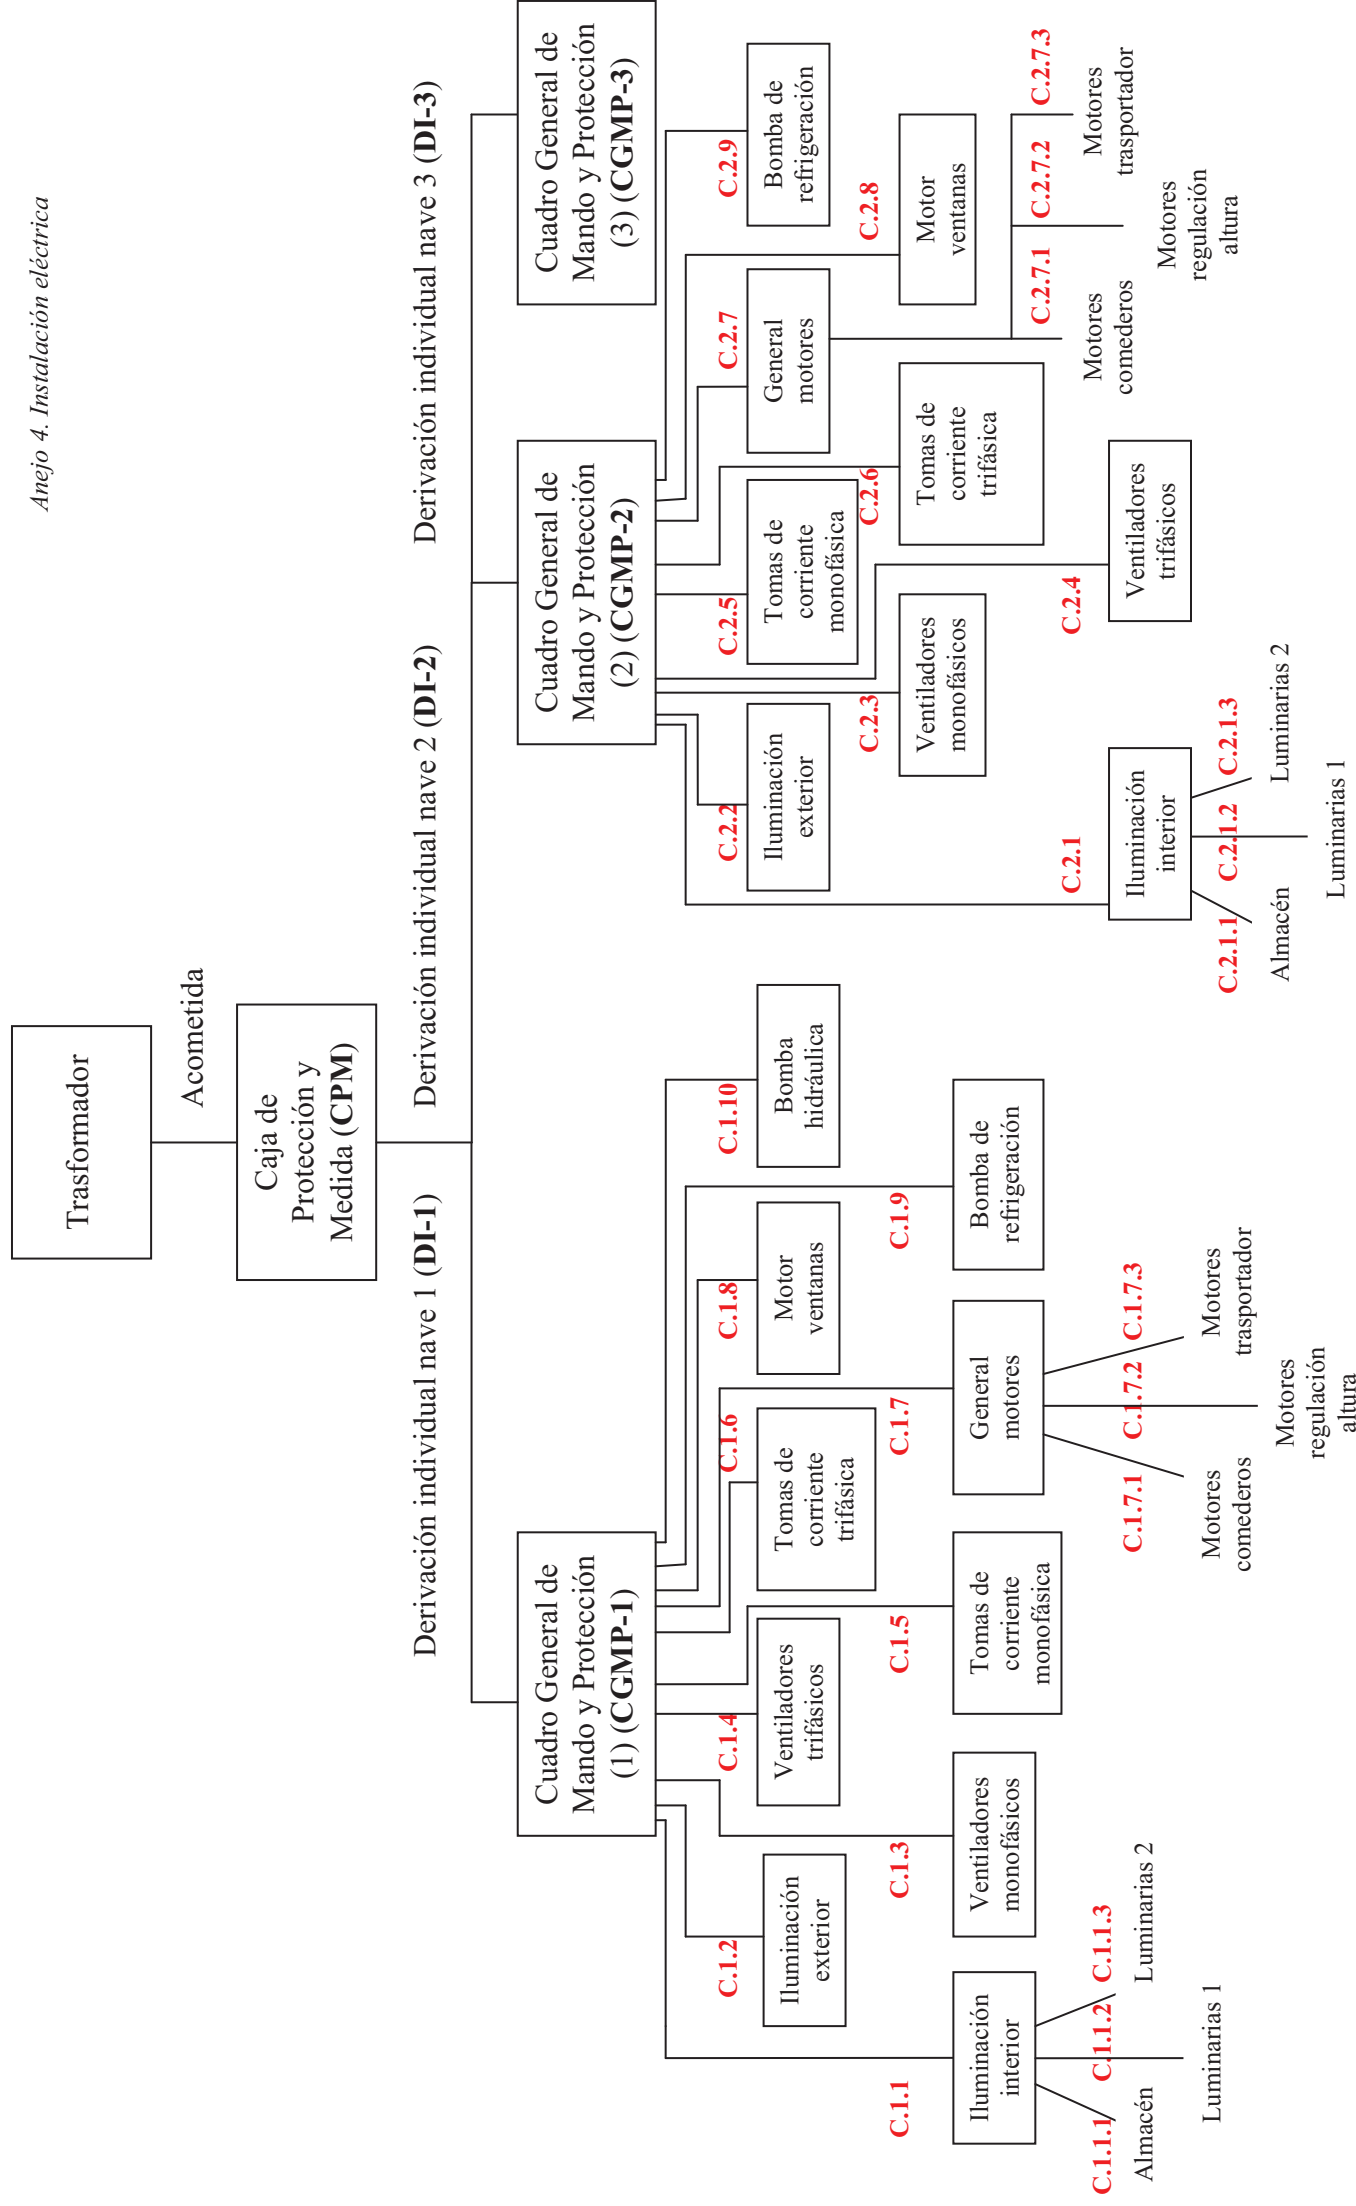 Anejo 4. Instalación eléctrica
Trasformador
Acometida
Caja de
Protección y
Medida (CPM)
Derivación individual nave 1 (DI-1)
Derivación individual nave 2 (DI-2)
Derivación individual nave 3 (DI-3)
Cuadro General de
Mando y Protección
(1) (CGMP-1)
Cuadro General de
Mando y Protección
(2) (CGMP-2)
Cuadro General de
Mando y Protección
(3) (CGMP-3)
C.1.1
Iluminación
interior
C.1.1.1
Almacén
C.1.1.2
Luminarias 1
C.1.1.3
Luminarias 2
C.1.2
Iluminación
exterior
C.1.3
Ventiladores
monofásicos
C.1.4
Ventiladores
trifásicos
C.1.5
Tomas de
corriente
monofásica
C.1.6
Tomas de
corriente
trifásica
C.1.7
General
motores
C.1.7.1
Motores
comederos
C.1.7.2
Motores
regulación
altura
C.1.7.3
Motores
trasportador
C.1.8
Motor
ventanas
C.1.9
Bomba de
refrigeración
C.1.10
Bomba
hidráulica
C.2.1
Iluminación
interior
C.2.1.1
Almacén
C.2.1.2
Luminarias 1
C.2.1.3
Luminarias 2
C.2.2
Iluminación
exterior
C.2.3
Ventiladores
monofásicos
C.2.4
Ventiladores
trifásicos
C.2.5
Tomas de
corriente
monofásica
C.2.6
Tomas de
corriente
trifásica
C.2.7
General
motores
C.2.7.1
Motores
comederos
C.2.7.2
Motores
regulación
altura
C.2.7.3
Motores
trasportador
C.2.8
Motor
ventanas
C.2.9
Bomba de
refrigeración